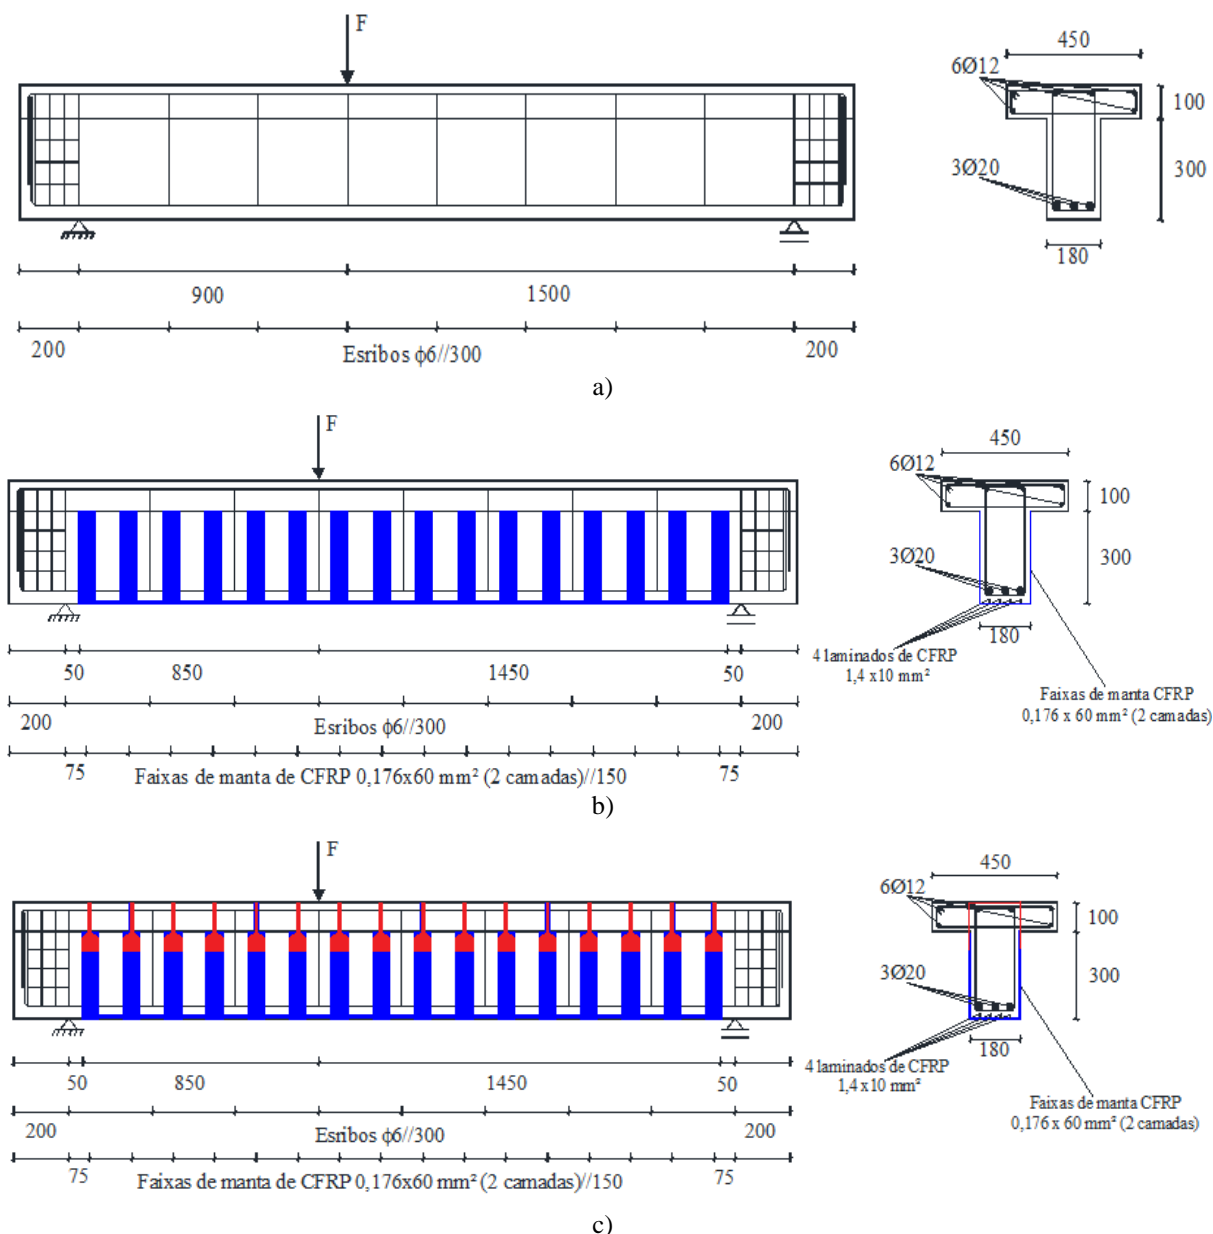 F
450
6Ø12
100
300
3Ø20
180
900
1500
200
Esribos ϕ6//300
200
a)
F
450
6Ø12
100
300
3Ø20
180
4 laminados de CFRP
1,4 x10 mm²
Faixas de manta CFRP
0,176 x 60 mm² (2 camadas)
50
850
1450
50
200
Esribos ϕ6//300
200
75
Faixas de manta de CFRP 0,176x60 mm² (2 camadas)//150
75
b)
F
450
6Ø12
100
300
3Ø20
180
4 laminados de CFRP
1,4 x 10 mm²
Faixas de manta CFRP
0,176 x 60 mm² (2 camadas)
50
850
1450
50
200
Esribos ϕ6//300
200
75
Faixas de manta de CFRP 0,176x60 mm² (2 camadas)//150
75
c)